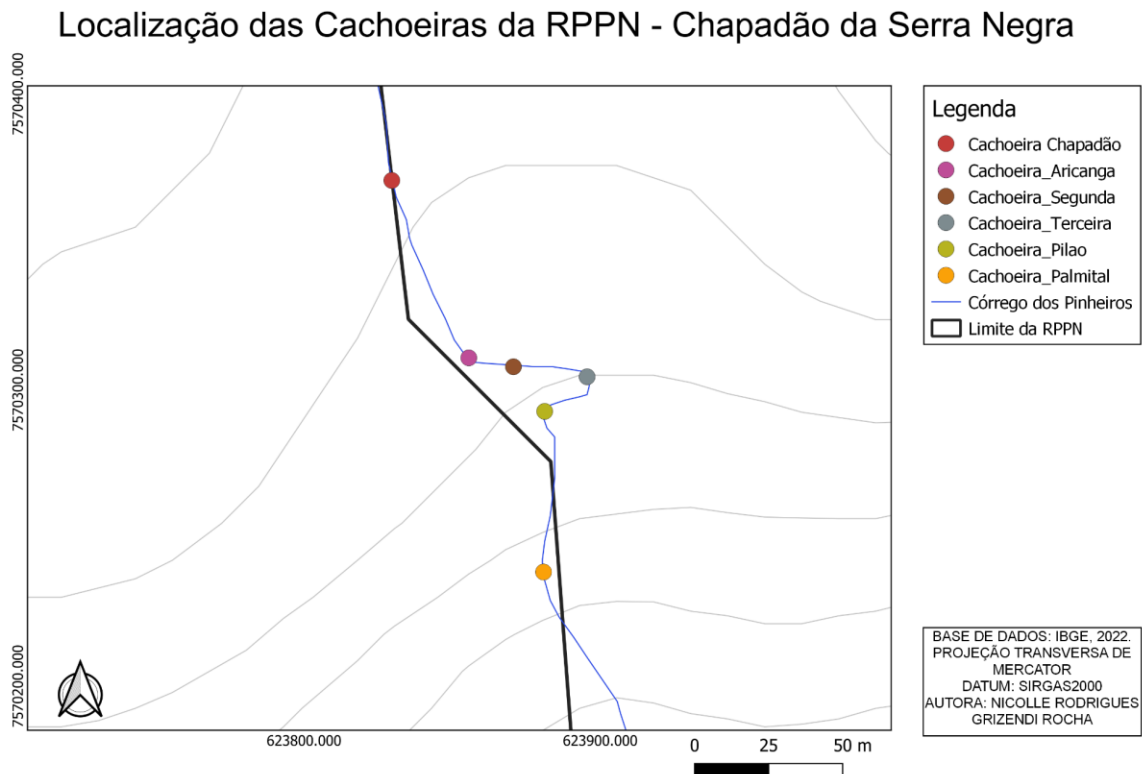 Localização das Cachoeiras da RPPN - Chapadão da Serra Negra
7570400.000
7570300.000
7570200.000
623800.000
623900.000
0 25 50 m
Legenda
Cachoeira Chapadão
Cachoeira_Aricanga
Cachoeira_Segunda
Cachoeira_Terceira
Cachoeira_Pilao
Cachoeira_Palmital
Córrego dos Pinheiros
Limite da RPPN
BASE DE DADOS: IBGE, 2022.
PROJEÇÃO TRANSVERSA DE
MERCATOR
DATUM: SIRGAS2000
AUTORA: NICOLLE RODRIGUES
GRIZENDI ROCHA